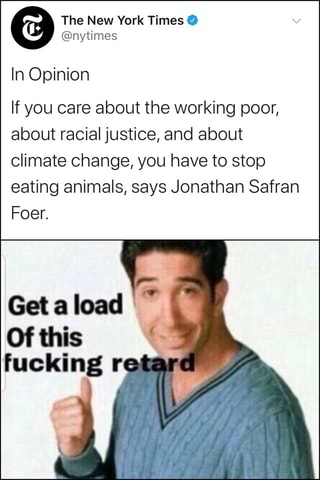 The New York Times
@nytimes
In Opinion
If you care about the working poor,
about racial justice, and about
climate change, you have to stop
eating animals, says Jonathan Safran
Foer.
Get a load
Of this
fucking retard